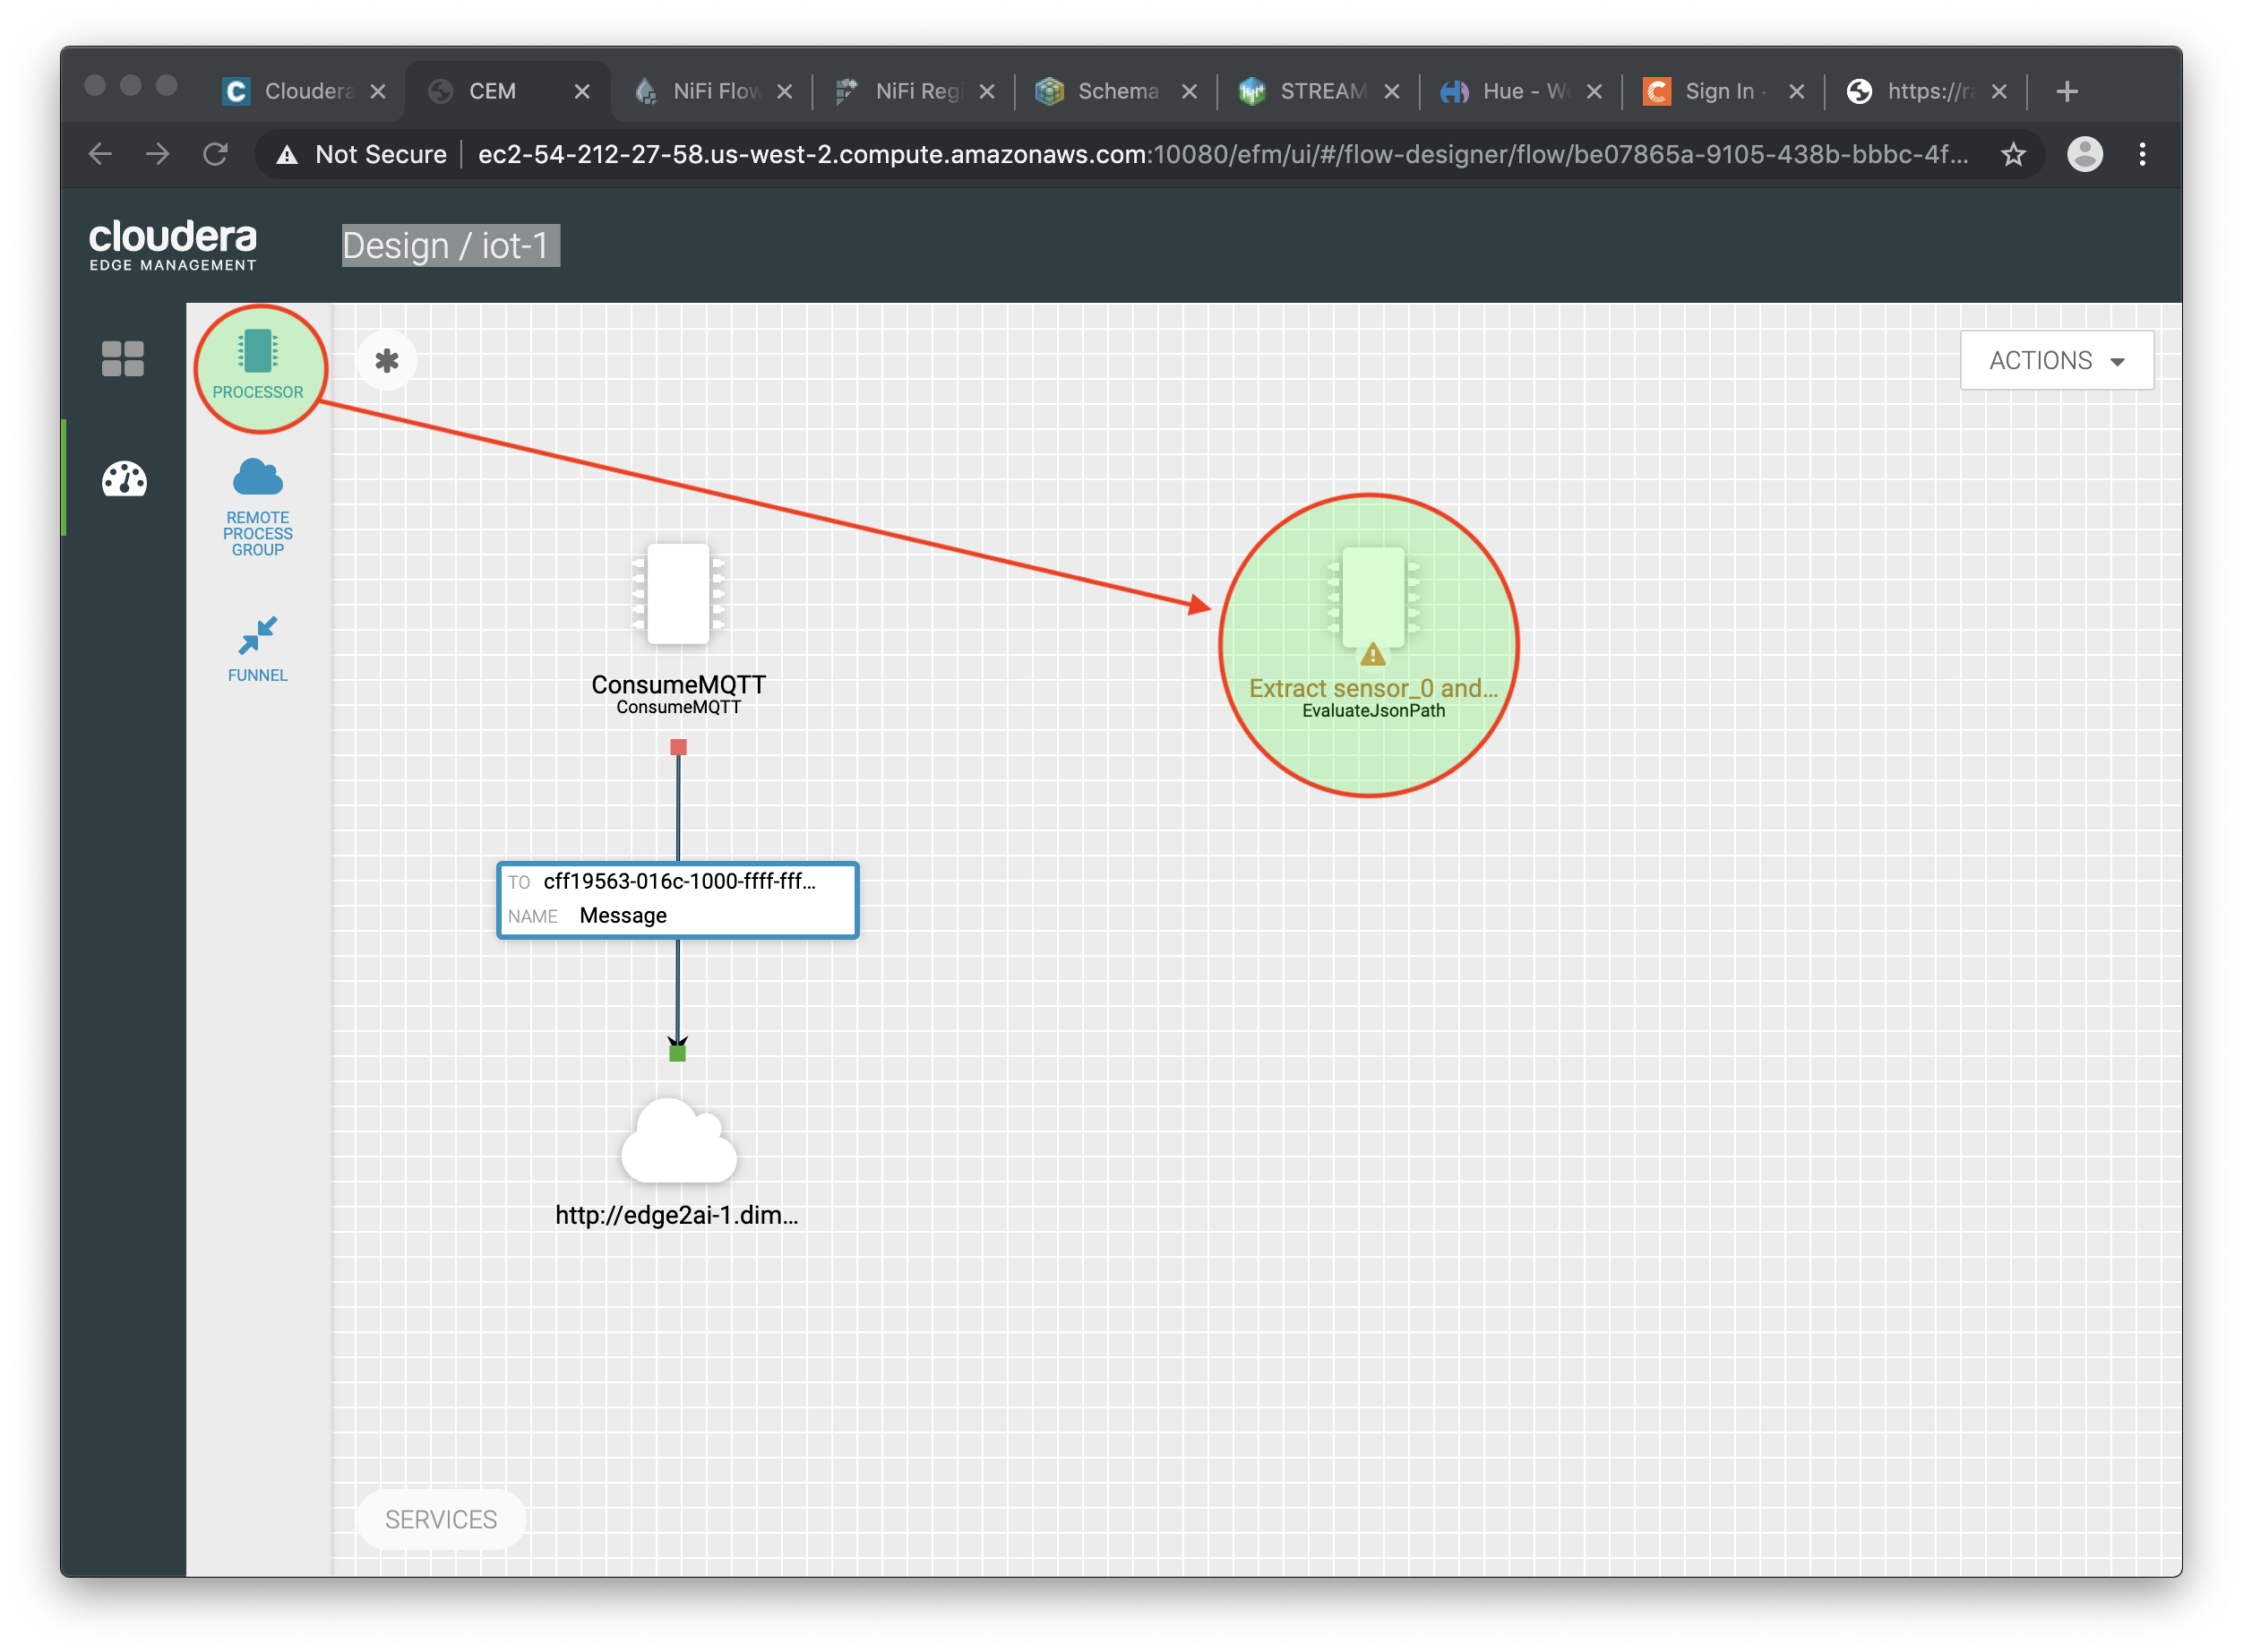 Cloudera
CEM
NiFi Flow
NiFi Regi
Schema
STREAM
Hue - W
Sign In ·
https://ra
Not Secure
ec2-54-212-27-58.us-west-2.compute.amazonaws.com:10080/efm/ui/#/flow-designer/flow/be07865a-9105-438b-bbbc-4f...
cloudera
EDGE MANAGEMENT
Design / iot-1
PROCESSOR
ACTIONS
REMOTE
PROCESS
GROUP
FUNNEL
ConsumeMQTT
ConsumeMQTT
Extract sensor_0 and...
EvaluateJsonPath
TO cff19563-016c-1000-ffff-fff...
NAME Message
http://edge2ai-1.dim...
SERVICES